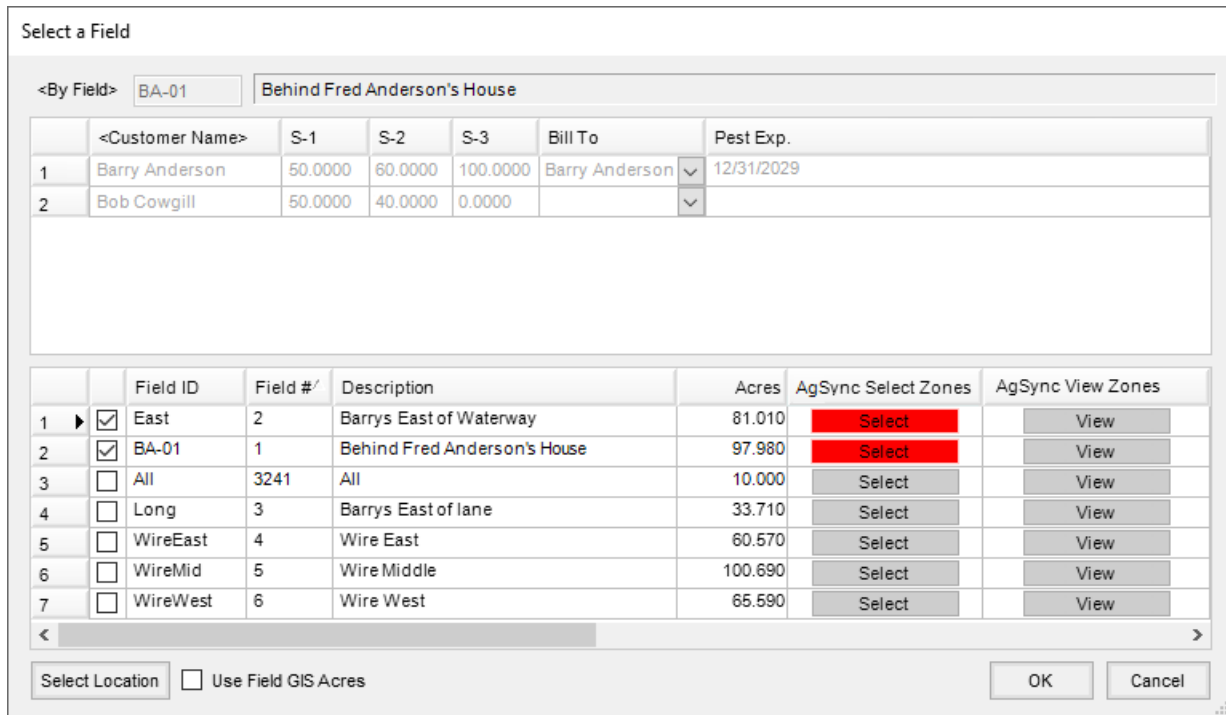 Select a Field
<By Field> BA-01 Behind Fred Anderson's House
<Customer Name> S-1 S-2 S-3 Bill To Pest Exp.
1 Barry Anderson 50.0000 60.0000 100.0000 Barry Anderson 12/31/2029
2 Bob Cowgill 50.0000 40.0000 0.0000
Field ID Field # Description Acres AgSync Select Zones AgSync View Zones
1 East 2 Barrys East of Waterway 81.010 Select View
2 BA-01 1 Behind Fred Anderson's House 97.980 Select View
3 All 3241 All 10.000 Select View
4 Long 3 Barrys East of lane 33.710 Select View
5 WireEast 4 Wire East 60.570 Select View
6 WireMid 5 Wire Middle 100.690 Select View
7 WireWest 6 Wire West 65.590 Select View
Select Location Use Field GIS Acres OK Cancel